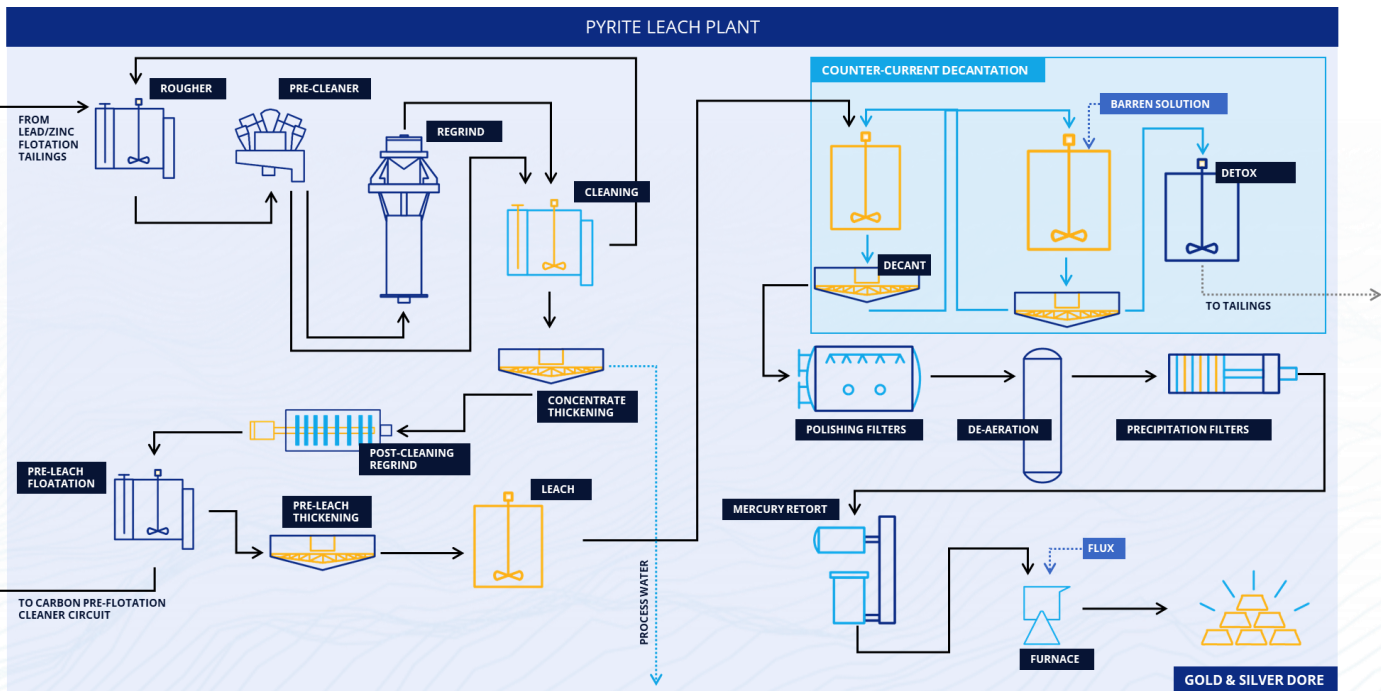 PYRITE LEACH PLANT
ROUGHER
PRE-CLEANER
REGRIND
CLEANING
FROM
LEAD/ZINC
FLOTATION
TAILINGS
COUNTER-CURRENT DECANTATION
BARREN SOLUTION
DETOX
DECANT
TO TAILINGS
CONCENTRATE
THICKENING
POST-CLEANING
REGRIND
PRE-LEACH
FLOATATION
PRE-LEACH
THICKENING
LEACH
TO CARBON PRE-FLOTATION
CLEANER CIRCUIT
PROCESS WATER
POLISHING FILTERS
DE-AERATION
PRECIPITATION FILTERS
MERCURY RETORT
FLUX
FURNACE
GOLD & SILVER DORE